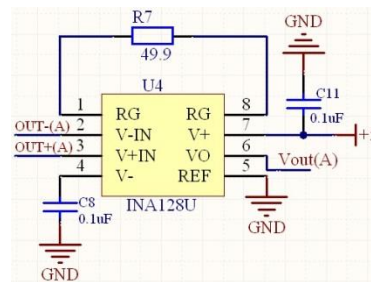 R7
GND
49.9
U4
C11
0.1uF
1 RG RG 8
OUT-(A) 2 V-IN V+ 7
OUT+(A) 3 V+IN VO 6
Vout(A)
4 V- REF 5
C8
0.1uF
INA128U
GND
GND